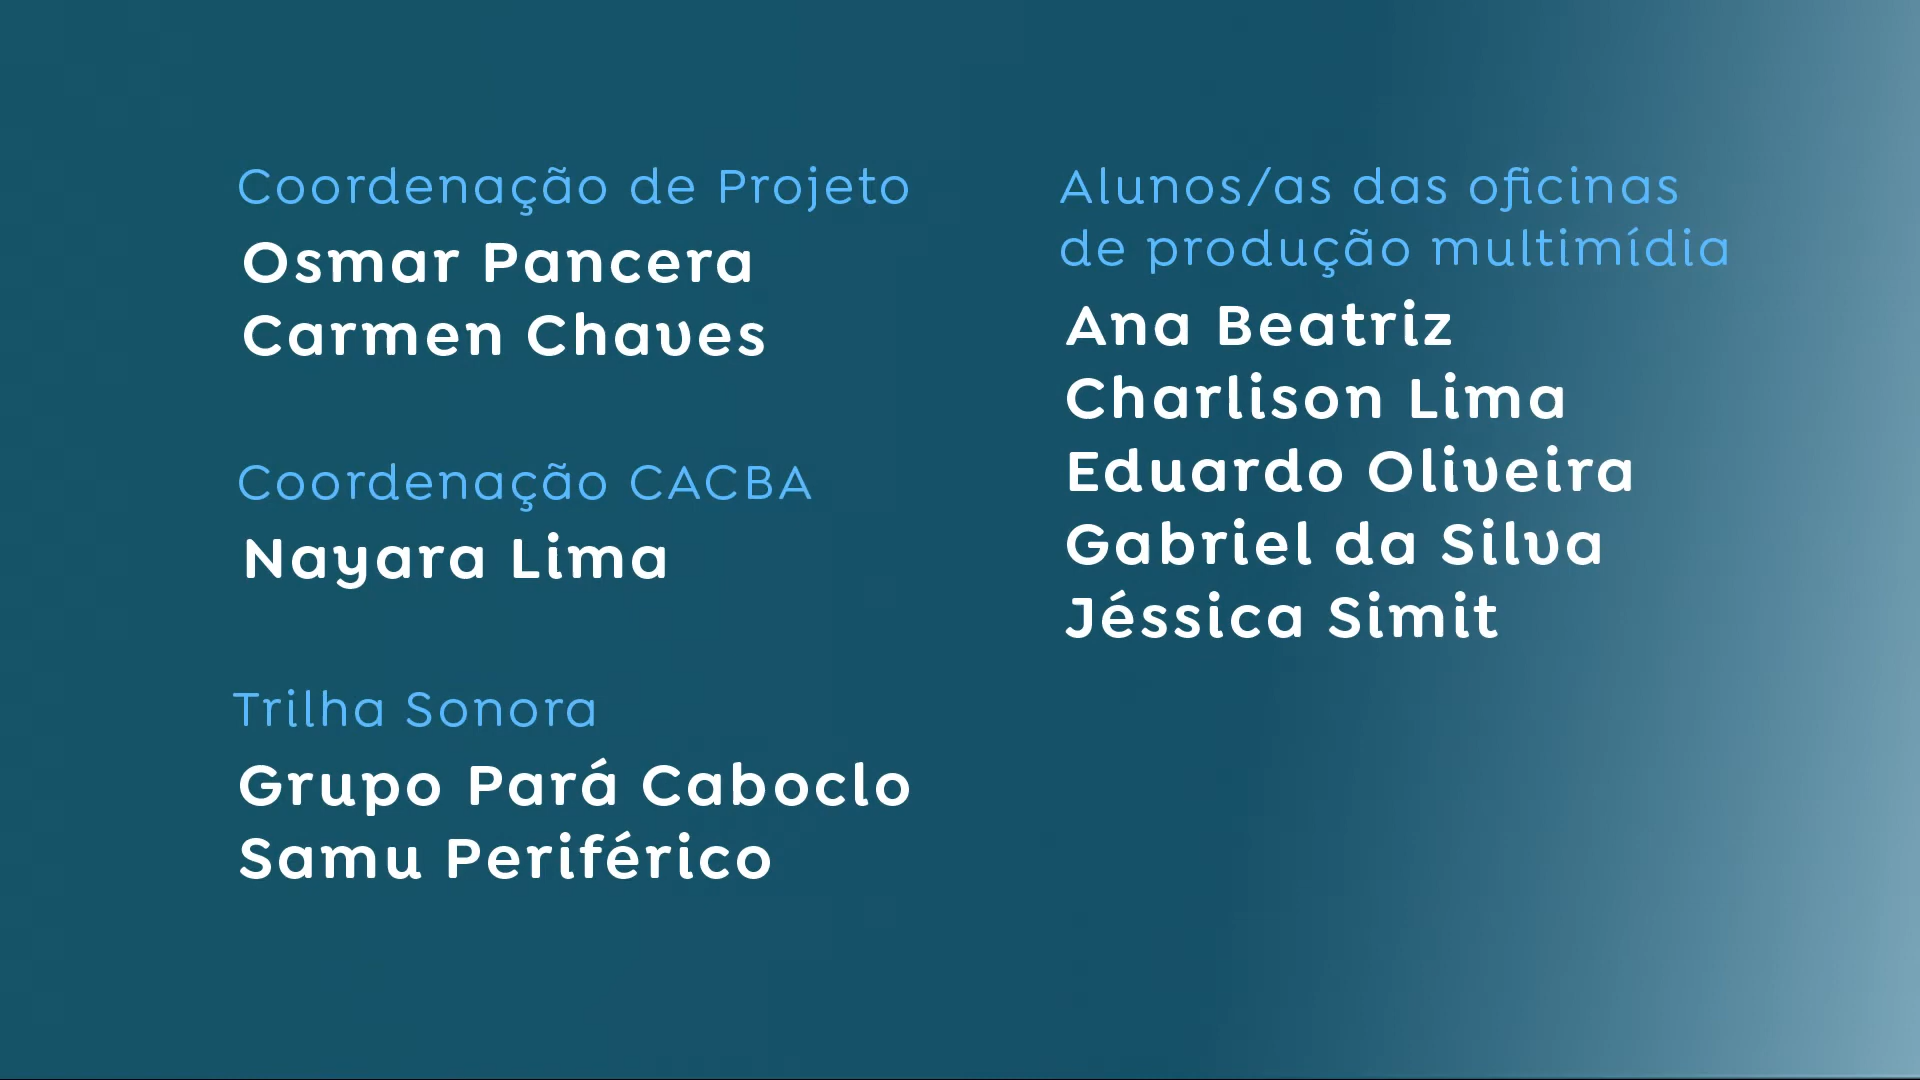 Coordenação de Projeto
Osmar Pancera
Carmen Chaves
Coordenação CACBA
Nayara Lima
Trilha Sonora
Grupo Pará Caboclo
Samu Periférico
Alunos/as das oficinas
de produção multimídia
Ana Beatriz
Charlison Lima
Eduardo Oliveira
Gabriel da Silva
Jéssica Simit